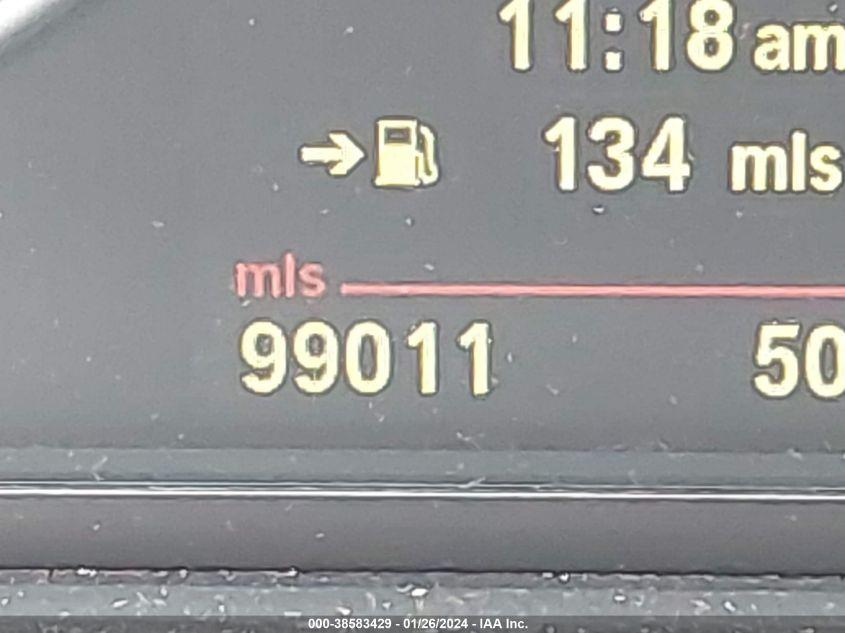 11:18 am
134 mls
mls
99011 50
000-38583429 - 01/26/2024 - IAA Inc.